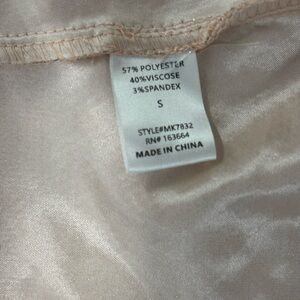 57% POLYESTER
40%VISCOSE
3%SPANDEX
S
STYLE#MK7832
RN# 163664
MADE IN CHINA